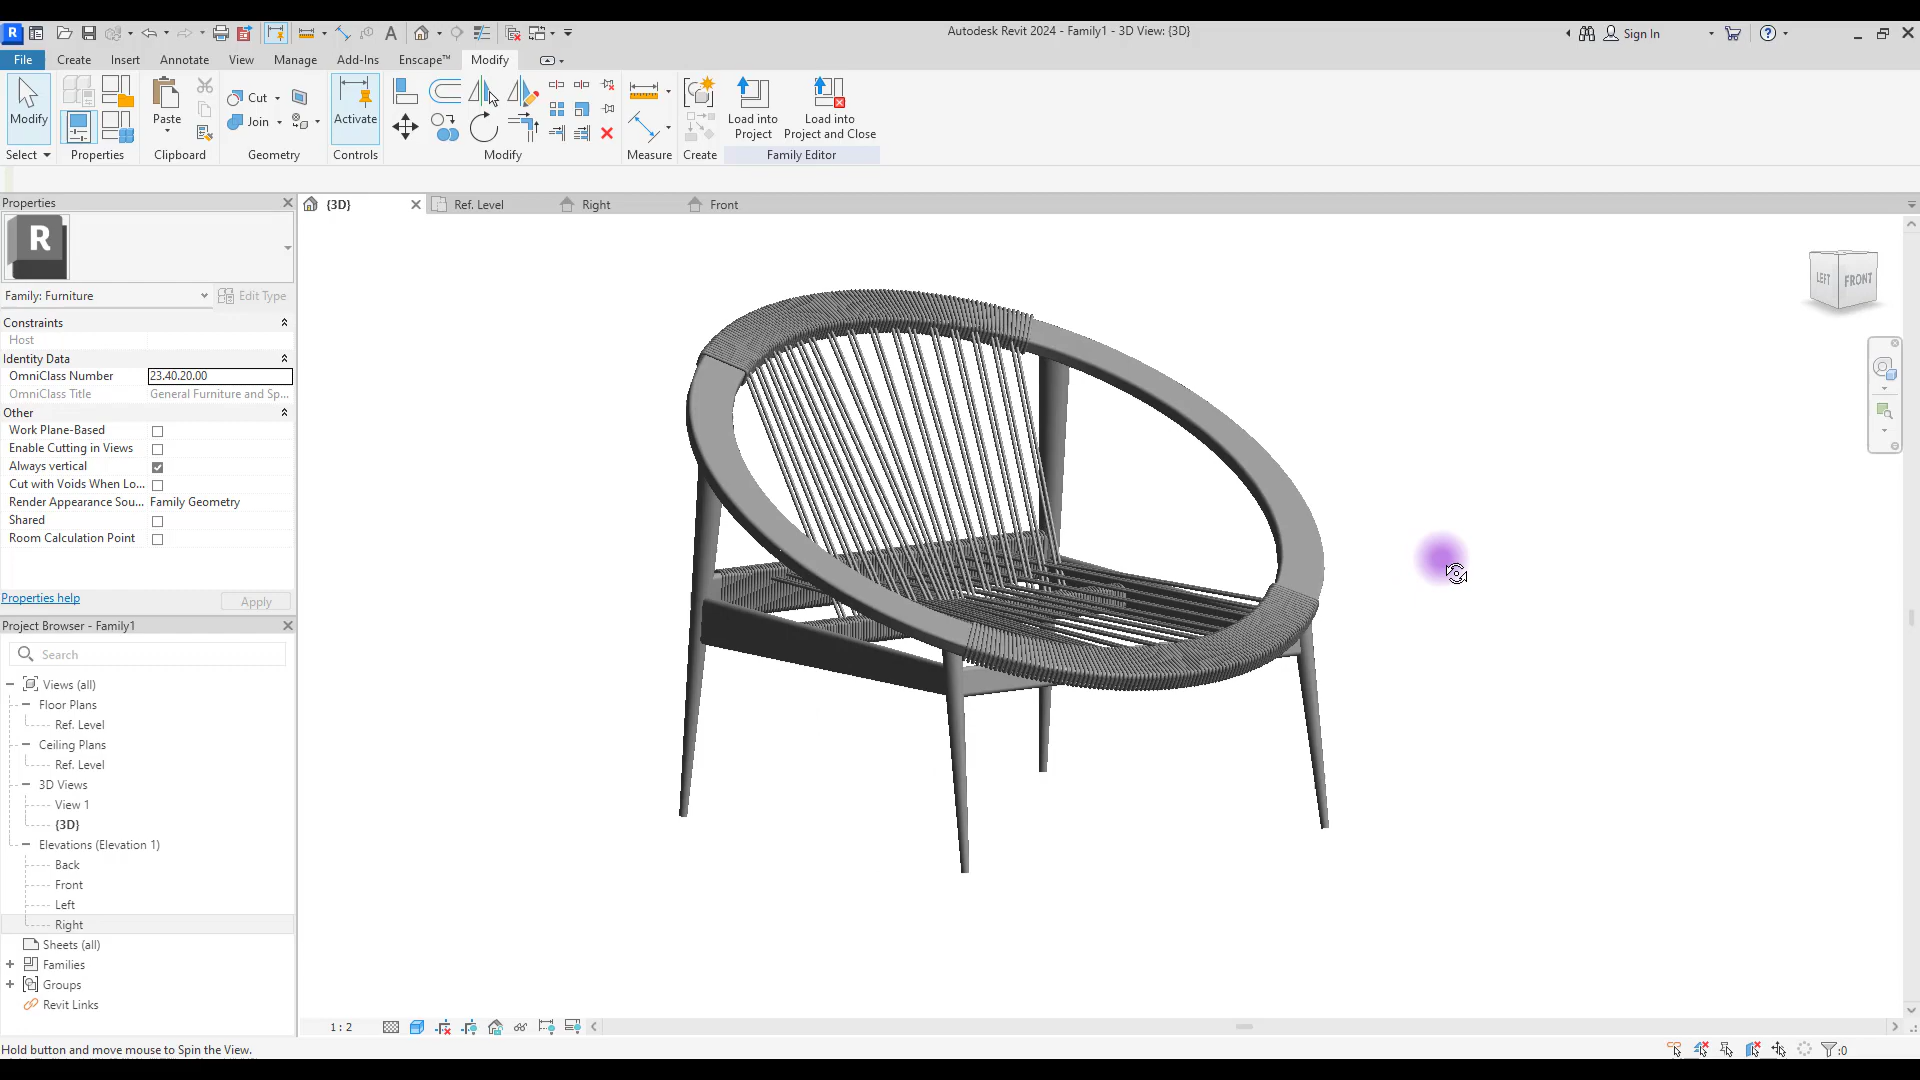 Autodesk Revit 2024 - Family1 - 3D View: {3D}
Sign In
File Create Insert Annotate View Manage Add-Ins Enscape™ Modify
Modify
Paste
Cut
Join
Activate
Load into
Project
Load into
Project and Close
Select Properties Clipboard Geometry Controls Modify Measure Create Family Editor
Properties
{3D} Ref. Level Right Front
R
Family: Furniture
Edit Type
Constraints
Host
Identity Data
OmniClass Number 23.40.20.00
OmniClass Title General Furniture and Sp...
Other
Work Plane-Based
Enable Cutting in Views
Always vertical
Cut with Voids When Lo...
Render Appearance Sou... Family Geometry
Shared
Room Calculation Point
Properties help
Apply
Project Browser - Family1
Search
Views (all)
Floor Plans
Ref. Level
Ceiling Plans
Ref. Level
3D Views
View 1
{3D}
Elevations (Elevation 1)
Back
Front
Left
Right
Sheets (all)
Families
Groups
Revit Links
LEFT FRONT
1 : 2
Hold button and move mouse to Spin the View.
:0